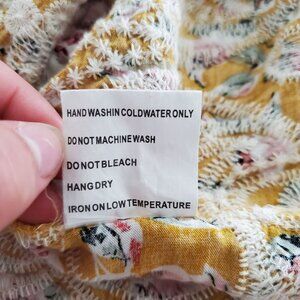 HAND WASH IN COLD WATER ONLY
DO NOT MACHINE WASH
DO NOT BLEACH
HANG DRY
IRON ON LOW TEMPERATURE